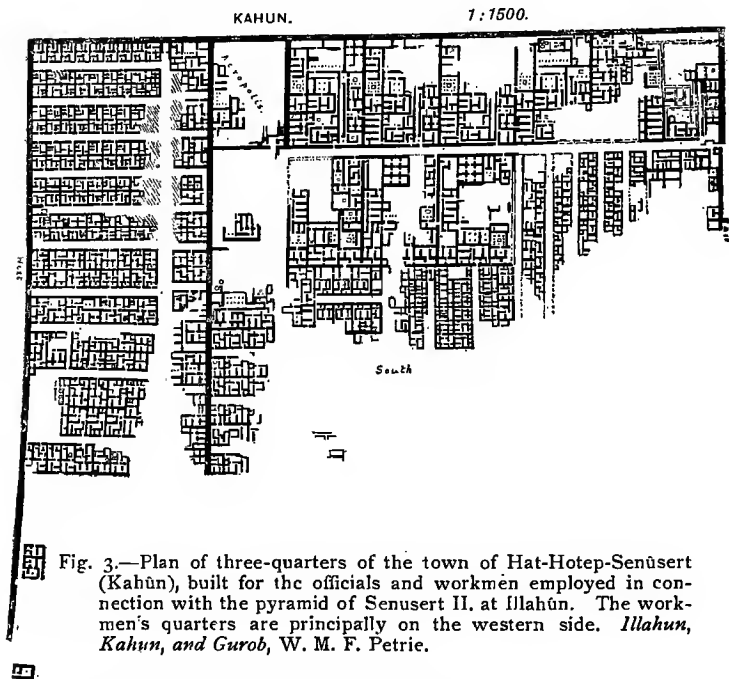 KAHUN. 1:1500.
Acropolis.
West
East
South
Fig. 3.—Plan of three-quarters of the town of Hat-Hotep-Senûsert
(Kahûn), built for the officials and workmen employed in con-
nection with the pyramid of Senusert II. at Illahûn. The work-
men's quarters are principally on the western side. Illahun,
Kahun, and Gurob, W. M. F. Petrie.